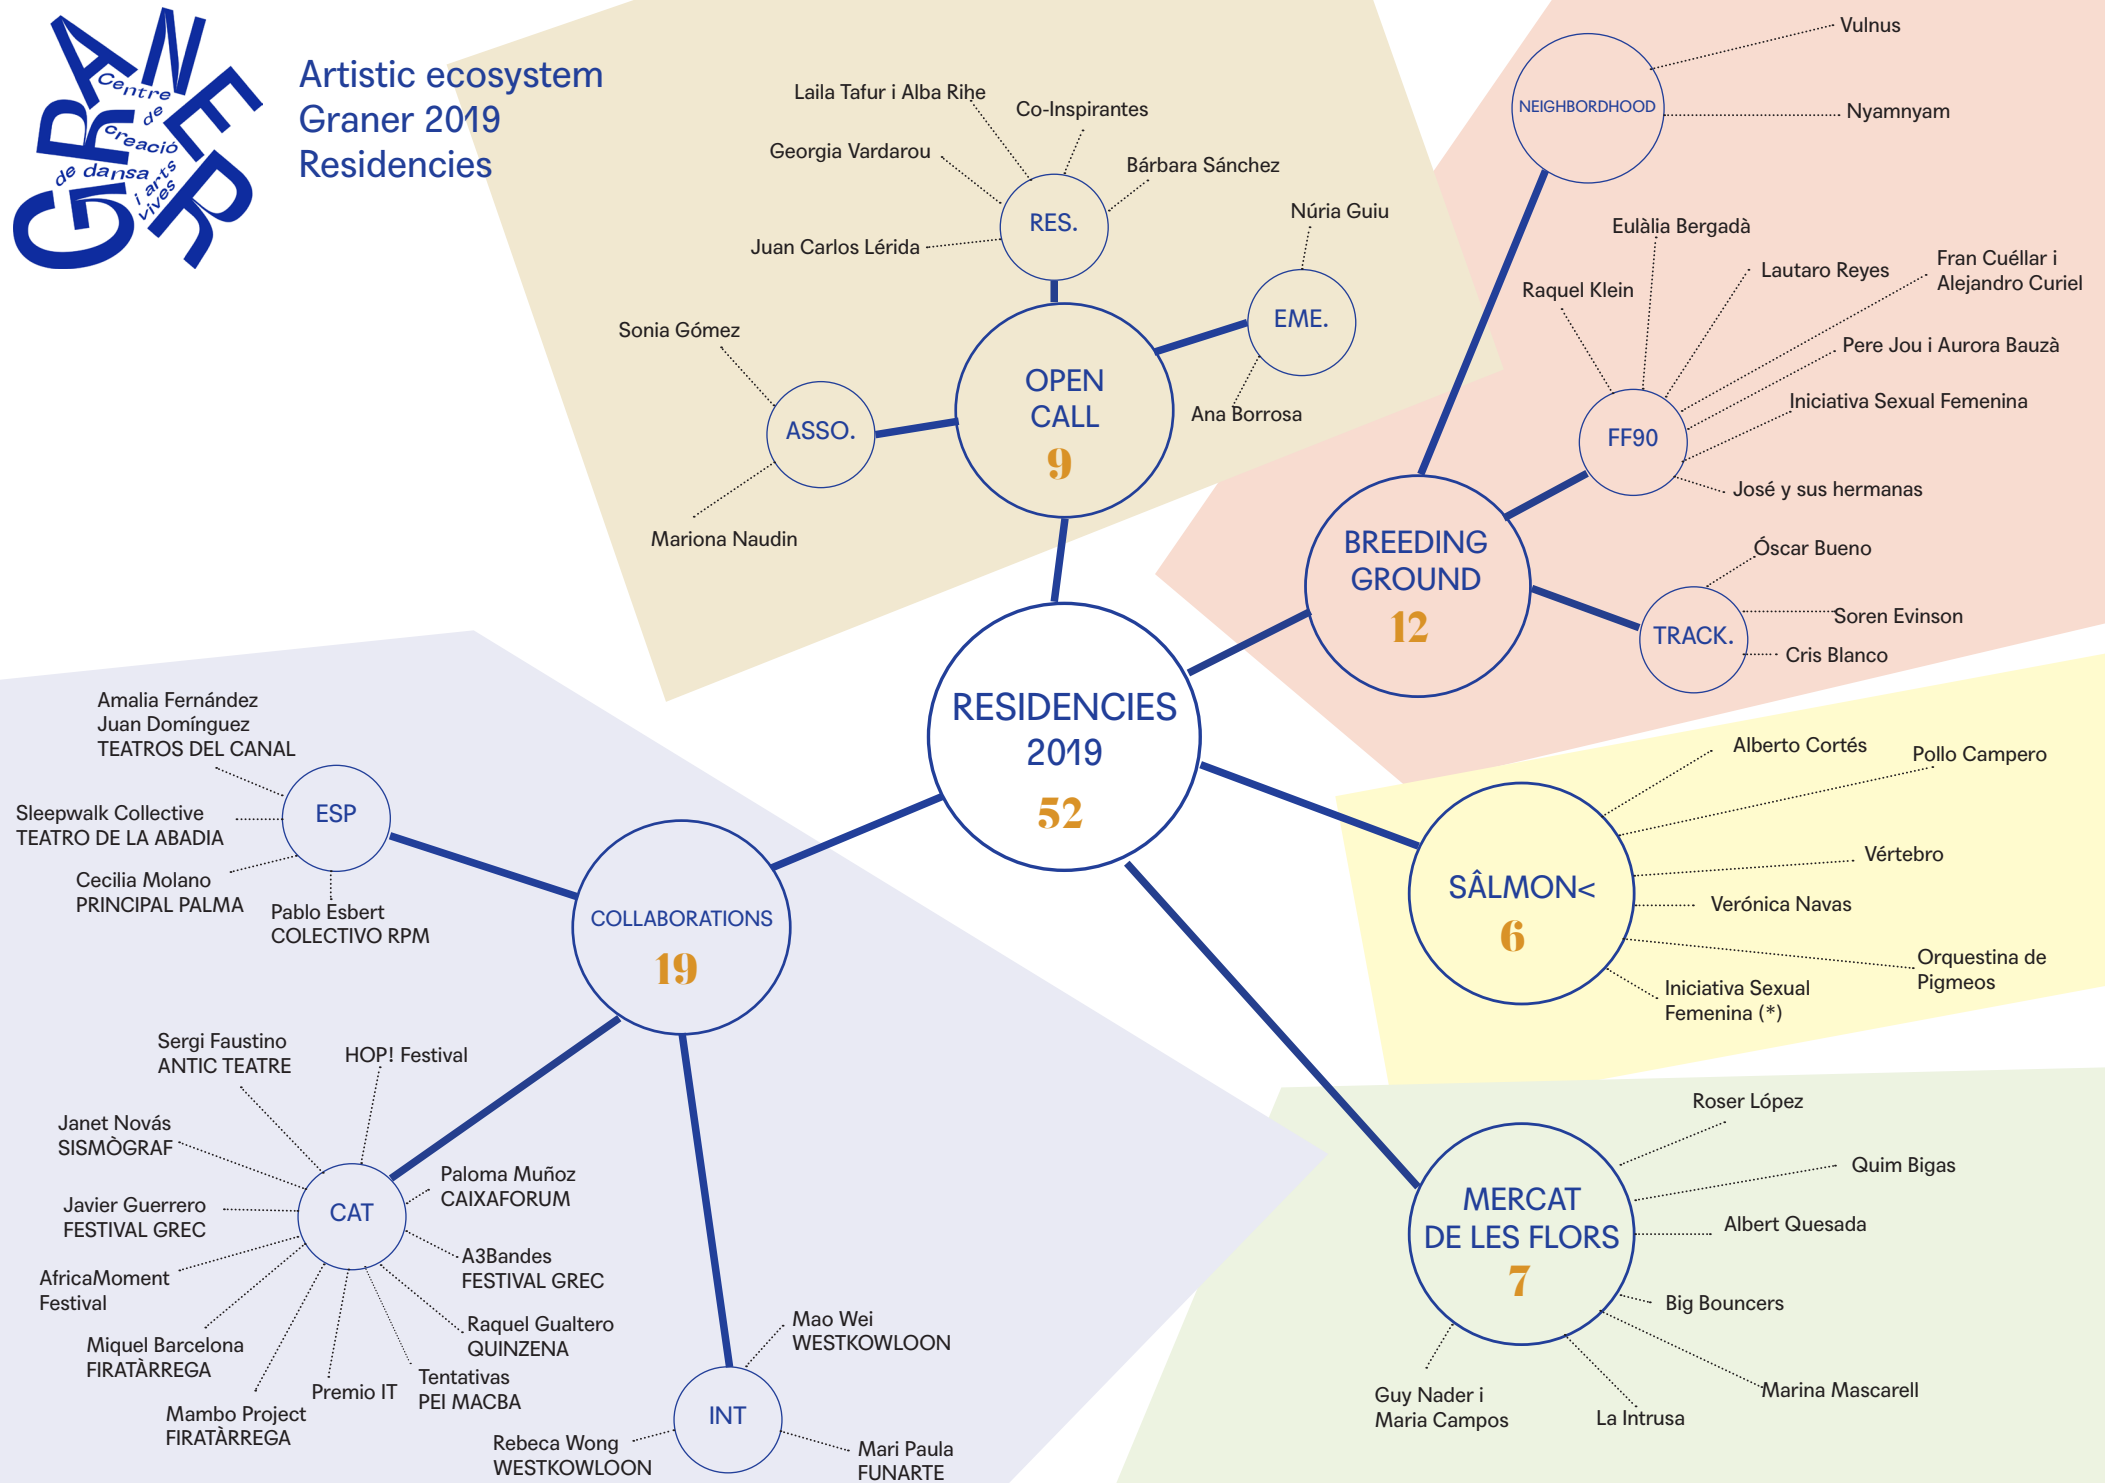 GRANER
Centre
de
creació
de dansa
i arts
vives
Artistic ecosystem
Graner 2019
Residencies
Laila Tafur i Alba Rihe
Co-Inspirantes
Georgia Vardarou
Bárbara Sánchez
Juan Carlos Lérida
RES.
Núria Guiu
EME.
Ana Borrosa
Sonia Gómez
ASSO.
Mariona Naudin
OPEN
CALL
9
Vulnus
NEIGHBORDHOOD
Nyamnyam
Eulàlia Bergadà
Raquel Klein
Lautaro Reyes
Fran Cuéllar i
Alejandro Curiel
Pere Jou i Aurora Bauzà
Iniciativa Sexual Femenina
FF90
José y sus hermanas
BREEDING
GROUND
12
Óscar Bueno
Soren Evinson
TRACK.
Cris Blanco
RESIDENCIES
2019
52
Alberto Cortés
Pollo Campero
Vértebro
SÂLMON<
6
Verónica Navas
Orquestina de
Pigmeos
Iniciativa Sexual
Femenina (*)
Roser López
Quim Bigas
MERCAT
DE LES FLORS
7
Albert Quesada
Big Bouncers
Marina Mascarell
La Intrusa
Guy Nader i
Maria Campos
Amalia Fernández
Juan Domínguez
TEATROS DEL CANAL
Sleepwalk Collective
TEATRO DE LA ABADIA
ESP
Cecilia Molano
PRINCIPAL PALMA
Pablo Esbert
COLECTIVO RPM
COLLABORATIONS
19
Sergi Faustino
ANTIC TEATRE
HOP! Festival
Janet Novás
SISMÒGRAF
Paloma Muñoz
CAIXAFORUM
Javier Guerrero
FESTIVAL GREC
CAT
A3Bandes
FESTIVAL GREC
AfricaMoment
Festival
Raquel Gualtero
QUINZENA
Miquel Barcelona
FIRATÀRREGA
Tentativas
PEI MACBA
Premio IT
Mambo Project
FIRATÀRREGA
Mao Wei
WESTKOWLOON
INT
Rebeca Wong
WESTKOWLOON
Mari Paula
FUNARTE